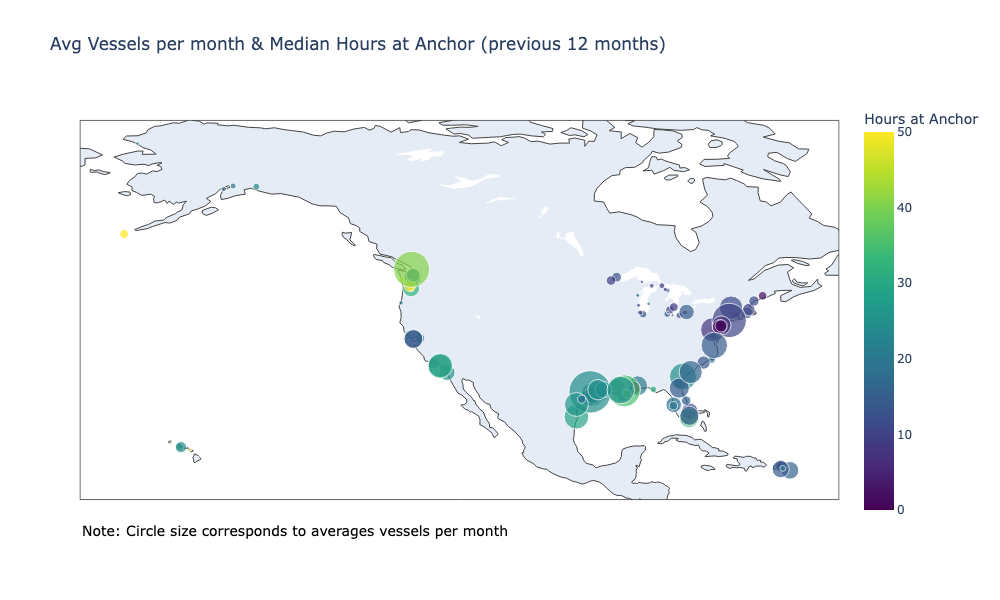 Avg Vessels per month & Median Hours at Anchor (previous 12 months)
Hours at Anchor
50
40
30
20
10
0
Note: Circle size corresponds to averages vessels per month